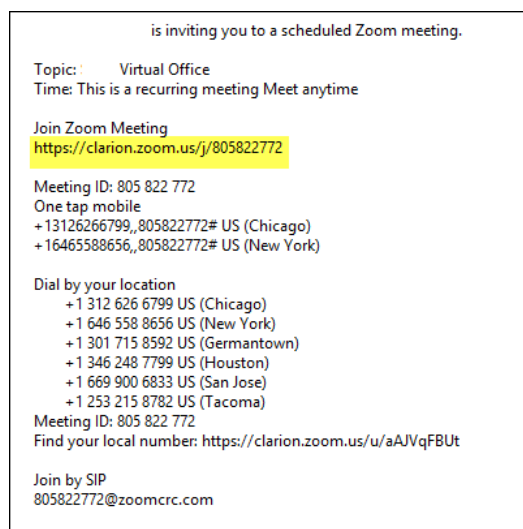 is inviting you to a scheduled Zoom meeting.
Topic: Virtual Office
Time: This is a recurring meeting Meet anytime
Join Zoom Meeting
https://clarion.zoom.us/j/805822772
Meeting ID: 805 822 772
One tap mobile
+13126266799,,805822772# US (Chicago)
+16465588656,,805822772# US (New York)
Dial by your location
+1 312 626 6799 US (Chicago)
+1 646 558 8656 US (New York)
+1 301 715 8592 US (Germantown)
+1 346 248 7799 US (Houston)
+1 669 900 6833 US (San Jose)
+1 253 215 8782 US (Tacoma)
Meeting ID: 805 822 772
Find your local number: https://clarion.zoom.us/u/aAJVqFBUt
Join by SIP
805822772@zoomcrc.com